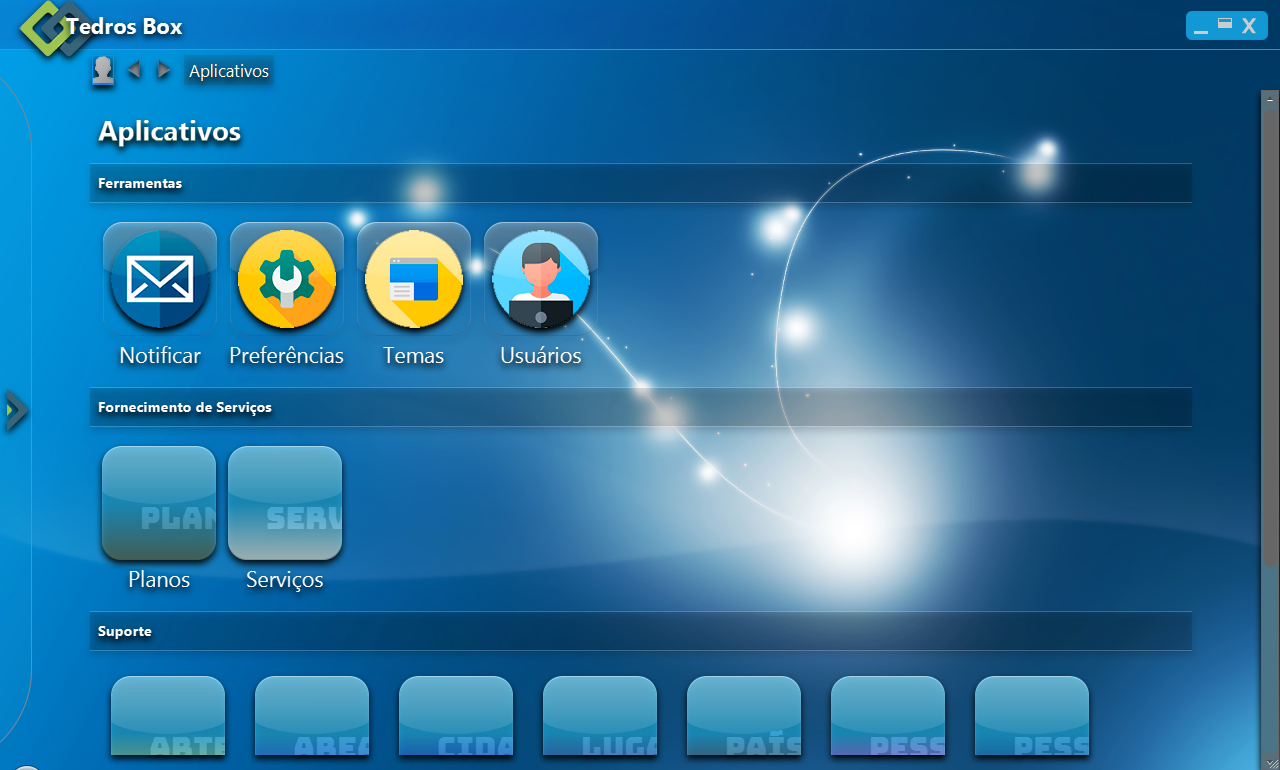 Tedros Box
X
Aplicativos
Aplicativos
Ferramentas
Notificar Preferências Temas Usuários
Fornecimento de Serviços
PLAN SERV
Planos Serviços
Suporte
ARTE AREA CIDA LUGA PAÍS PESS PESS